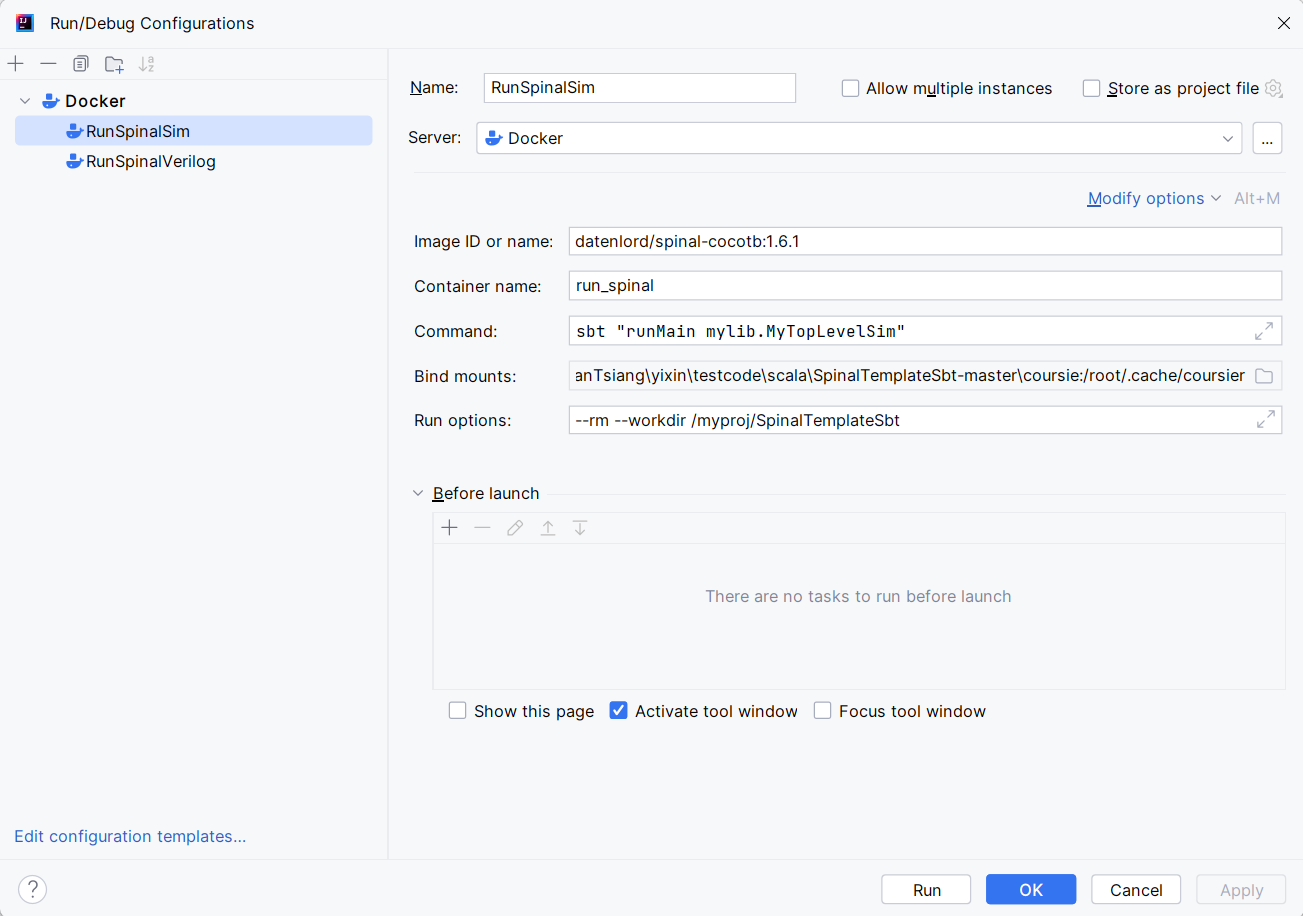 Run/Debug Configurations
Docker
RunSpinalSim
RunSpinalVerilog
Edit configuration templates...
Name: RunSpinalSim Allow multiple instances Store as project file
Server: Docker ...
Modify options Alt+M
Image ID or name: datenlord/spinal-cocotb:1.6.1
Container name: run_spinal
Command: sbt "runMain mylib.MyTopLevelSim"
Bind mounts: anTsiang\yixin\testcode\scala\SpinalTemplateSbt-master\coursie:/root/.cache/coursier
Run options: --rm --workdir /myproj/SpinalTemplateSbt
Before launch
There are no tasks to run before launch
Show this page Activate tool window Focus tool window
? Run OK Cancel Apply